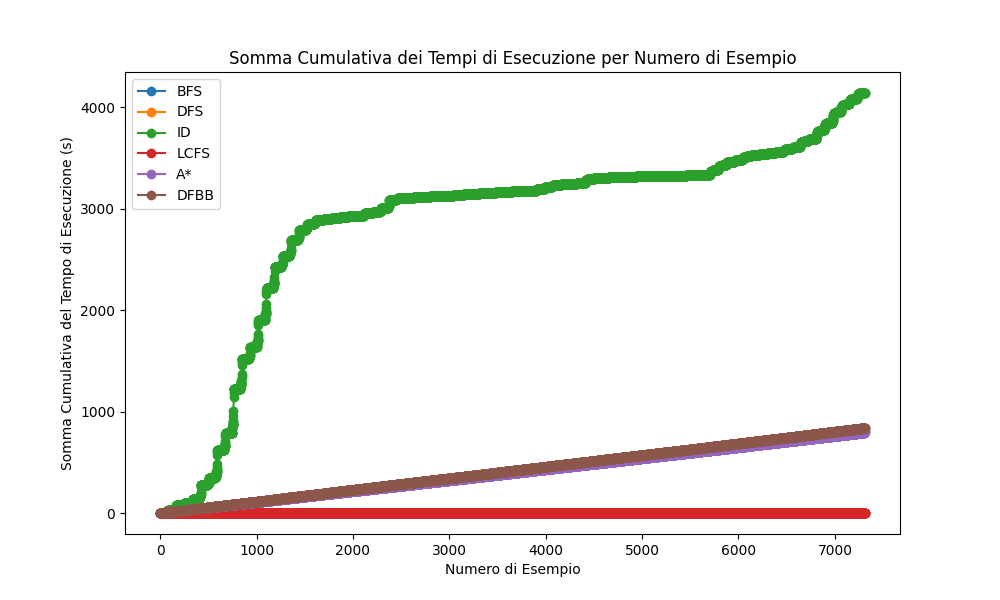 Somma Cumulativa dei Tempi di Esecuzione per Numero di Esempio
BFS
DFS
ID
LCFS
A*
DFBB
Somma Cumulativa del Tempo di Esecuzione (s)
4000
3000
2000
1000
0
0 1000 2000 3000 4000 5000 6000 7000
Numero di Esempio